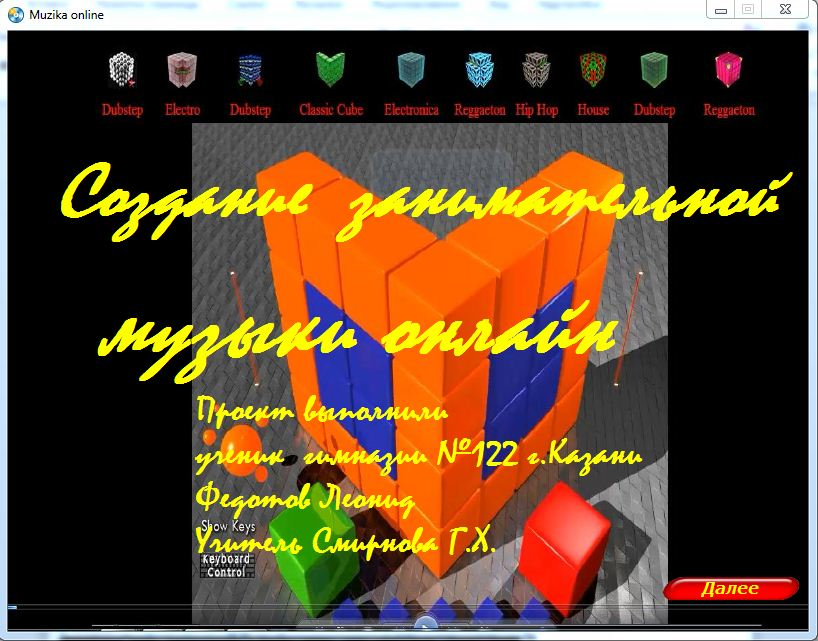 Muzika online
Dubstep Electro Dubstep Classic Cube Electronica Reggaeton Hip Hop House Dubstep Reggaeton
Создание занимательной
музыки онлайн
Проект выполнили
ученик гимназии №122 г.Казани
Федотов Леонид
Show Keys
Учитель Смирнова Г.Х.
Keyboard
Control
Далее